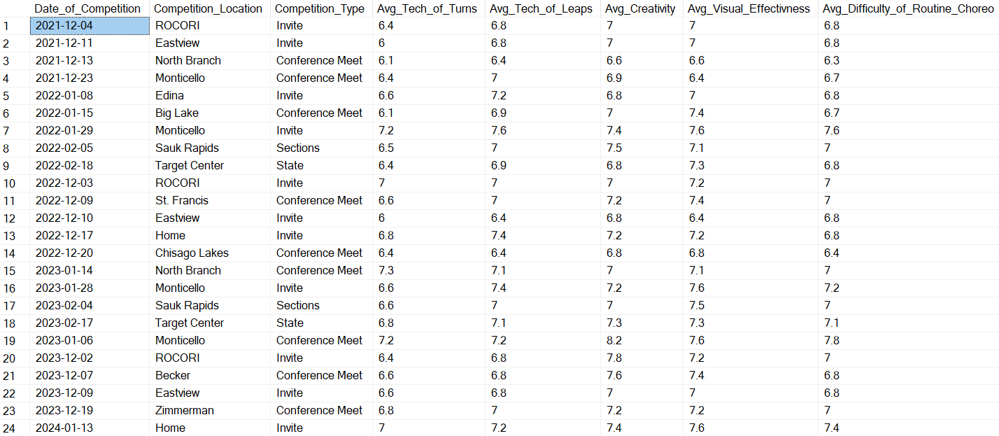 Date_of_Competition Competition_Location Competition_Type Avg_Tech_of_Turns Avg_Tech_of_Leaps Avg_Creativity Avg_Visual_Effectivness Avg_Difficulty_of_Routine_Choreo
1 2021-12-04 ROCORI Invite 6.4 6.8 7 7 6.8
2 2021-12-11 Eastview Invite 6 6.8 7 7 6.8
3 2021-12-13 North Branch Conference Meet 6.1 6.4 6.6 6.6 6.3
4 2021-12-23 Monticello Conference Meet 6.4 7 6.9 6.4 6.7
5 2022-01-08 Edina Invite 6.6 7.2 6.8 7 6.8
6 2022-01-15 Big Lake Conference Meet 6.1 6.9 7 7.4 6.7
7 2022-01-29 Monticello Invite 7.2 7.6 7.4 7.6 7.6
8 2022-02-05 Sauk Rapids Sections 6.5 7 7.5 7.1 7
9 2022-02-18 Target Center State 6.4 6.9 6.8 7.3 6.8
10 2022-12-03 ROCORI Invite 7 7 7 7.2 7
11 2022-12-09 St. Francis Conference Meet 6.6 7 7.2 7.4 7
12 2022-12-10 Eastview Invite 6 6.4 6.8 6.4 6.8
13 2022-12-17 Home Invite 6.8 7.4 7.2 7.2 6.8
14 2022-12-20 Chisago Lakes Conference Meet 6.4 6.4 6.8 6.8 6.4
15 2023-01-14 North Branch Conference Meet 7.3 7.1 7 7.1 7
16 2023-01-28 Monticello Invite 6.6 7.4 7.2 7.6 7.2
17 2023-02-04 Sauk Rapids Sections 6.6 7 7 7.5 7
18 2023-02-17 Target Center State 6.8 7.1 7.3 7.3 7.1
19 2023-01-06 Monticello Conference Meet 7.2 7.2 8.2 7.6 7.8
20 2023-12-02 ROCORI Invite 6.4 6.8 7.8 7.2 7
21 2023-12-07 Becker Conference Meet 6.6 6.8 7.6 7.4 6.8
22 2023-12-09 Eastview Invite 6.6 6.8 7 7 6.8
23 2023-12-19 Zimmerman Conference Meet 6.8 7 7.2 7.2 7
24 2024-01-13 Home Invite 7 7.2 7.4 7.6 7.4